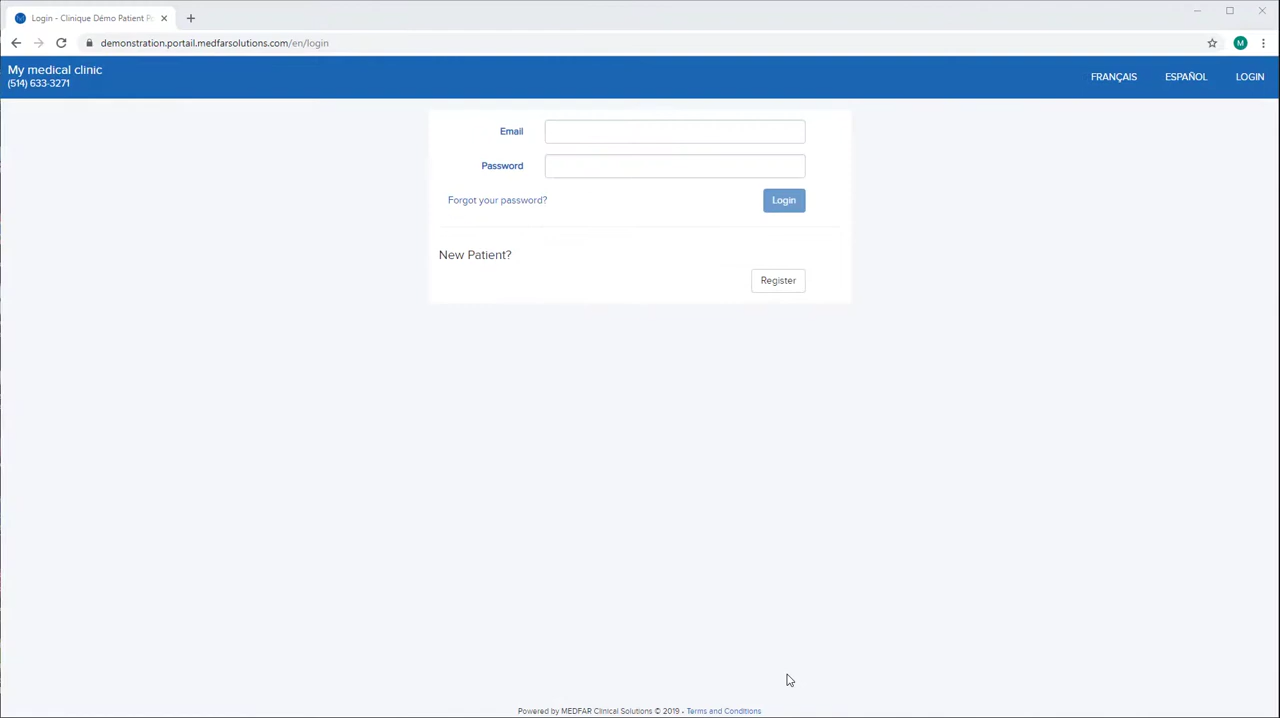 Login - Clinique Démo Patient P
demonstration.portail.medfarsolutions.com/en/login
M
My medical clinic
(514) 633-3271
FRANÇAIS ESPAÑOL LOGIN
Email
Password
Forgot your password? Login
New Patient?
Register
Powered by MEDFAR Clinical Solutions © 2019 - Terms and Conditions